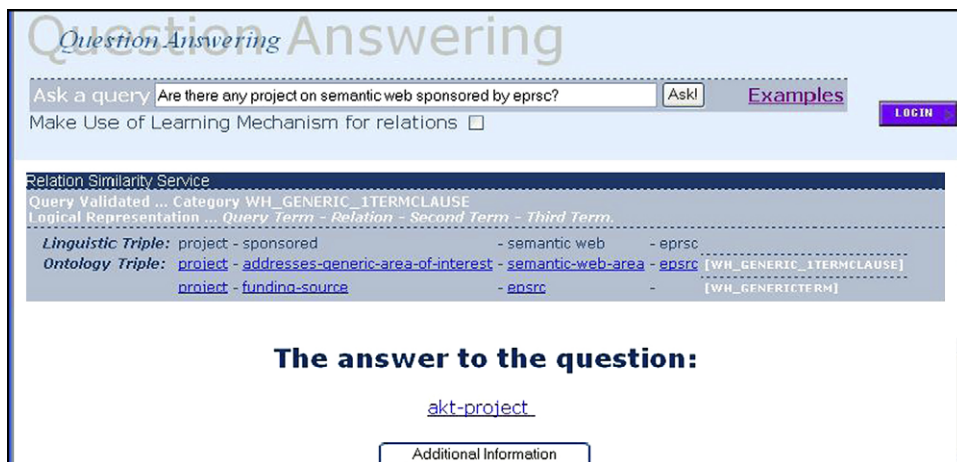 Question Answering
Question Answering
Ask a query Are there any project on semantic web sponsored by eprsc? Ask! Examples
LOGIN
Make Use of Learning Mechanism for relations
Relation Similarity Service
Query Validated ... Category WH_GENERIC_1TERMCLAUSE
Logical Representation ... Query Term - Relation - Second Term - Third Term.
Linguistic Triple: project - sponsored - semantic web - eprsc
Ontology Triple: project - addresses-generic-area-of-interest - semantic-web-area - epsrc [WH_GENERIC_1TERMCLAUSE]
project - funding-source - epsrc - [WH_GENERICTERM]
The answer to the question:
akt-project
Additional Information